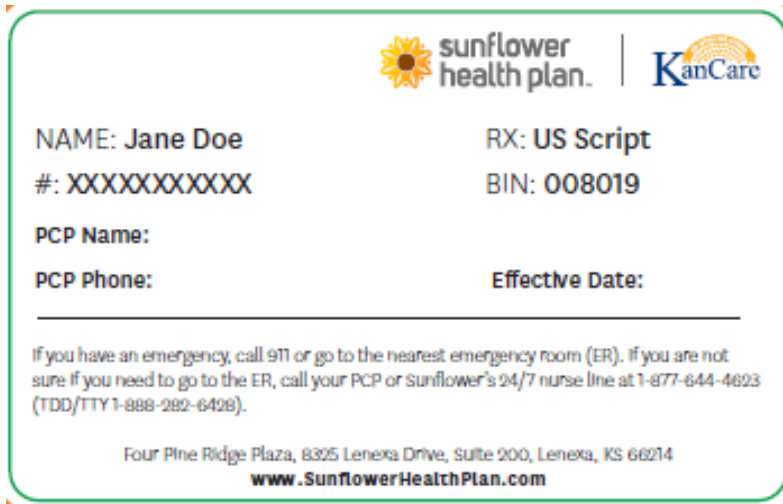 sunflower
health plan™
KanCare
NAME: Jane Doe
RX: US Script
#: XXXXXXXXXXX
BIN: 008019
PCP Name:
PCP Phone:
Effective Date:
If you have an emergency, call 911 or go to the nearest emergency room (ER). If you are not
sure if you need to go to the ER, call your PCP or Sunflower's 24/7 nurse line at 1-877-644-4623
(TDD/TTY 1-888-282-6428).
Four Pine Ridge Plaza, 8325 Lenexa Drive, Suite 200, Lenexa, KS 66214
www.SunflowerHealthPlan.com